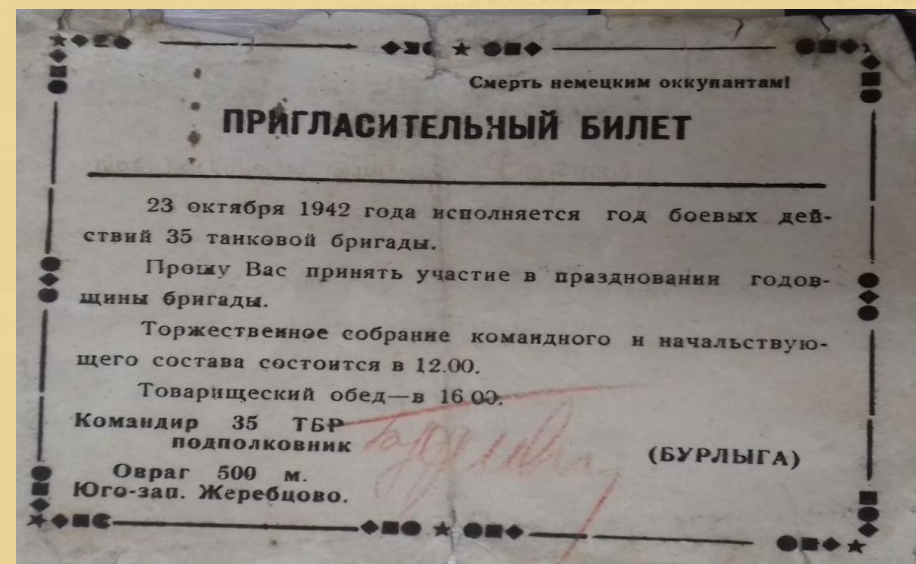 Смерть немецким оккупантам!
ПРИГЛАСИТЕЛЬНЫЙ БИЛЕТ
23 октября 1942 года исполняется год боевых дей-
ствий 35 танковой бригады.
Прошу Вас принять участие в праздновании годов-
щины бригады.
Торжественное собрание командного и начальствую-
щего состава состоится в 12.00.
Товарищеский обед—в 16.00.
Командир 35 ТБР
подполковник
(БУРЛЫГА)
Овраг 500 м.
Юго-зап. Жеребцово.